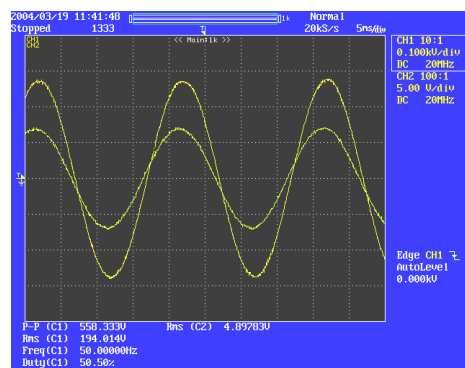 2004/03/19 11:41:48 1k Normal
Stopped 1333 20kS/s 5ms/div
CH1 << Main:1k >> CH1 10:1
CH2 0.100kV/div
DC 20MHz
CH2 100:1
5.00 V/div
DC 20MHz
T
Edge CH1
AutoLevel
0.000kV
P-P (C1) 558.333V Rms (C2) 4.89783V
Rms (C1) 194.014V
Freq(C1) 50.00000Hz
Duty(C1) 50.50%